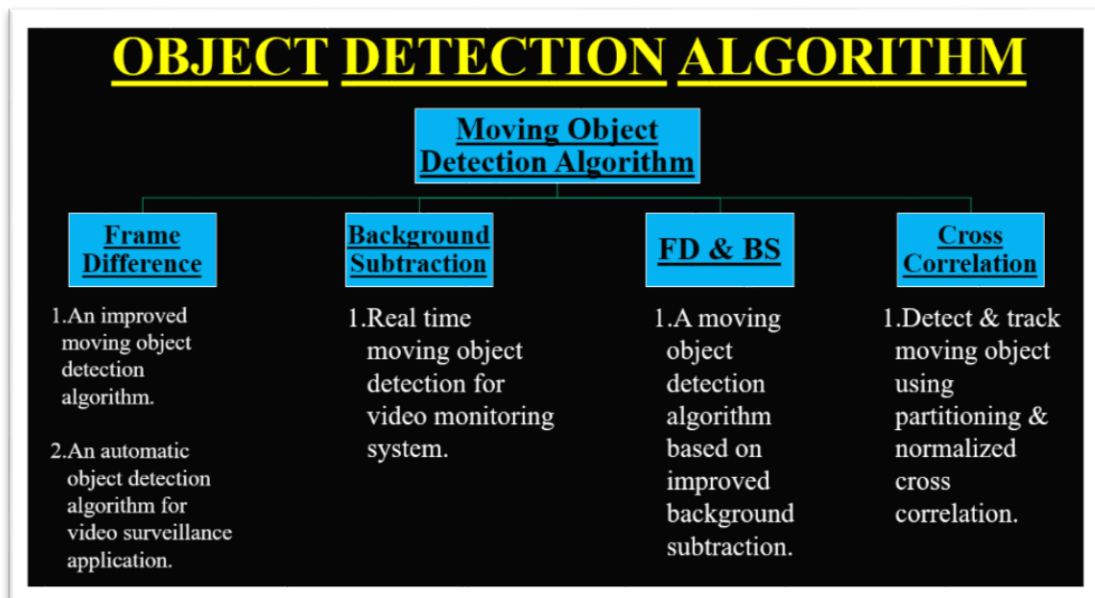 OBJECT DETECTION ALGORITHM
Moving Object
Detection Algorithm
Frame
Difference
1.An improved
moving object
detection
algorithm.
2.An automatic
object detection
algorithm for
video surveillance
application.
Background
Subtraction
1.Real time
moving object
detection for
video monitoring
system.
FD & BS
1.A moving
object
detection
algorithm
based on
improved
background
subtraction.
Cross
Correlation
1.Detect & track
moving object
using
partitioning &
normalized
cross
correlation.